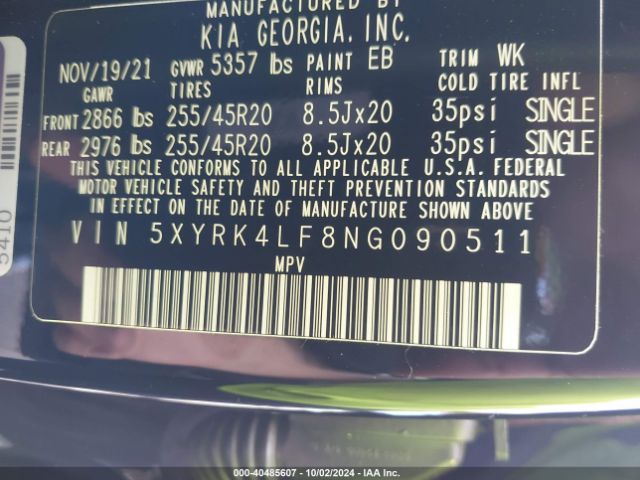 MANUFACTURED BY
KIA GEORGIA, INC.
NOV/19/21 GVWR 5357 lbs PAINT EB TRIM WK
GAWR TIRES RIMS COLD TIRE INFL
FRONT 2866 lbs 255/45R20 8.5Jx20 35psi SINGLE
REAR 2976 lbs 255/45R20 8.5Jx20 35psi SINGLE
THIS VEHICLE CONFORMS TO ALL APPLICABLE U.S.A. FEDERAL
MOTOR VEHICLE SAFETY AND THEFT PREVENTION STANDARDS
IN EFFECT ON THE DATE OF MANUFACTURE SHOWN ABOVE.
VIN 5XYRK4LF8NG090511
MPV
5410
000-40485607 - 10/02/2024 - IAA Inc.